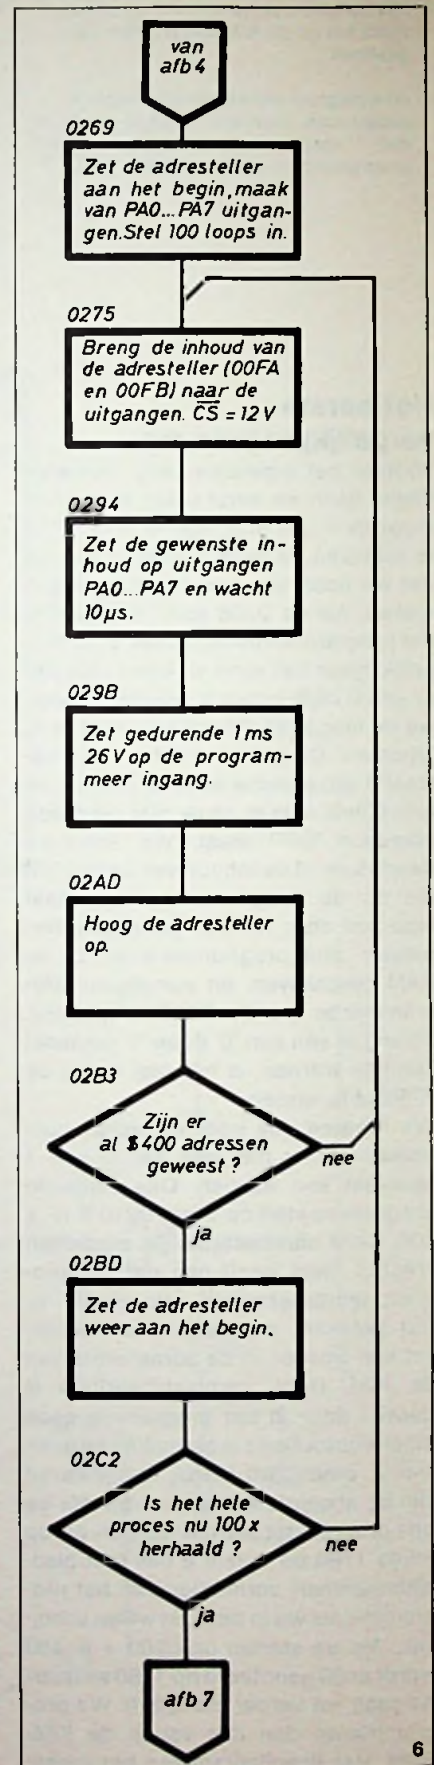 van
afb 4
0269
Zet de adresteller
aan het begin, maak
van PA0...PA7 uitgan-
gen. Stel 100 loops in.
0275
Breng de inhoud van
de adresteller (00FA
en 00FB) naar de
uitgangen. C̅S̅ = 12 V
0294
Zet de gewenste in-
houd op uitgangen
PA0...PA7 en wacht
10µs.
029B
Zet gedurende 1 ms
26V op de program-
meer ingang.
02AD
Hoog de adresteller
op.
02B3
Zijn er
al $400 adressen
geweest ?
nee
ja
02BD
Zet de adresteller
weer aan het begin.
02C2
Is het hele
proces nu 100 x
herhaald ?
nee
ja
afb 7
6